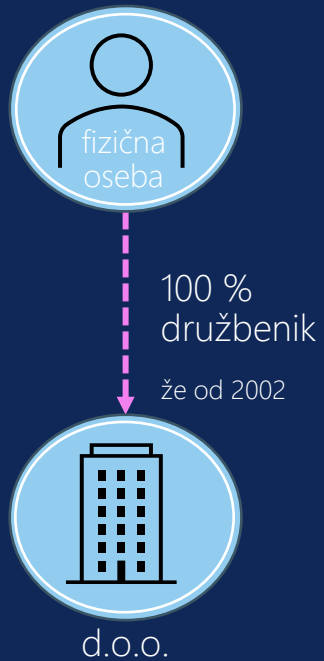 fizična
oseba
100 %
družbenik
že od 2002
d.o.o.